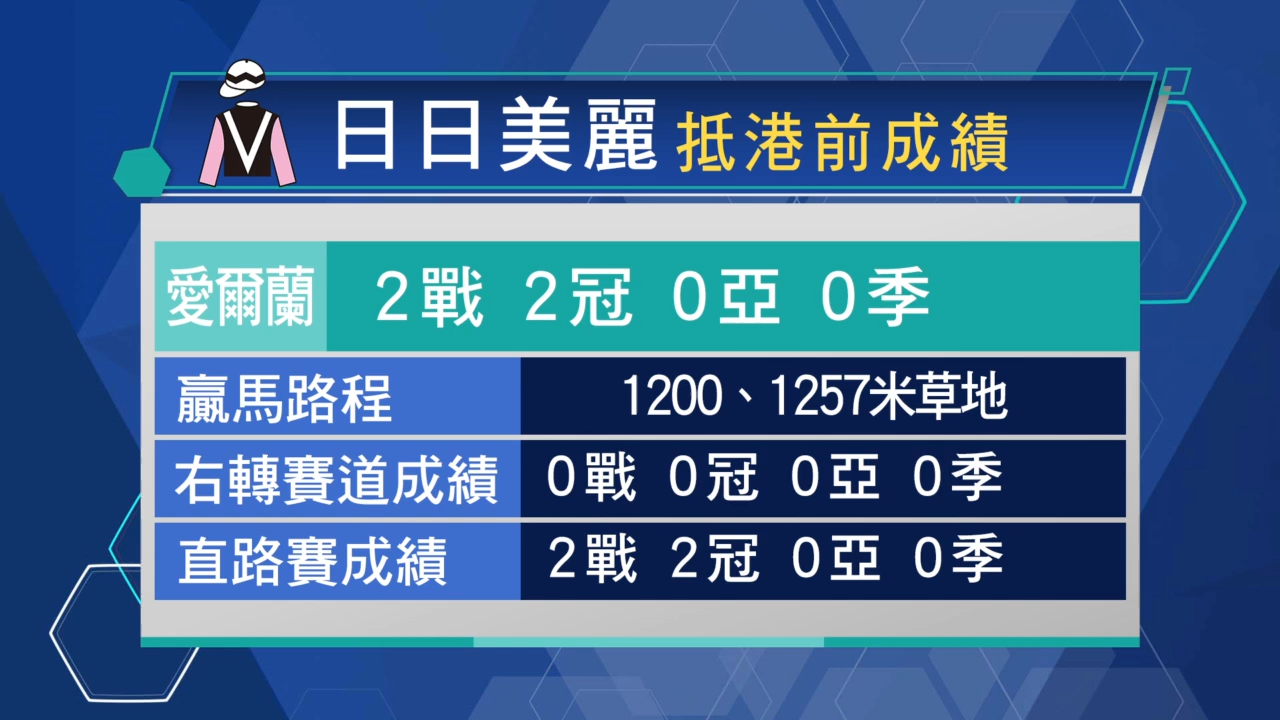 日日美麗 抵港前成績
愛爾蘭 2戰 2冠 0亞 0季
贏馬路程 1200、1257米草地
右轉賽道成績 0戰 0冠 0亞 0季
直路賽成績 2戰 2冠 0亞 0季